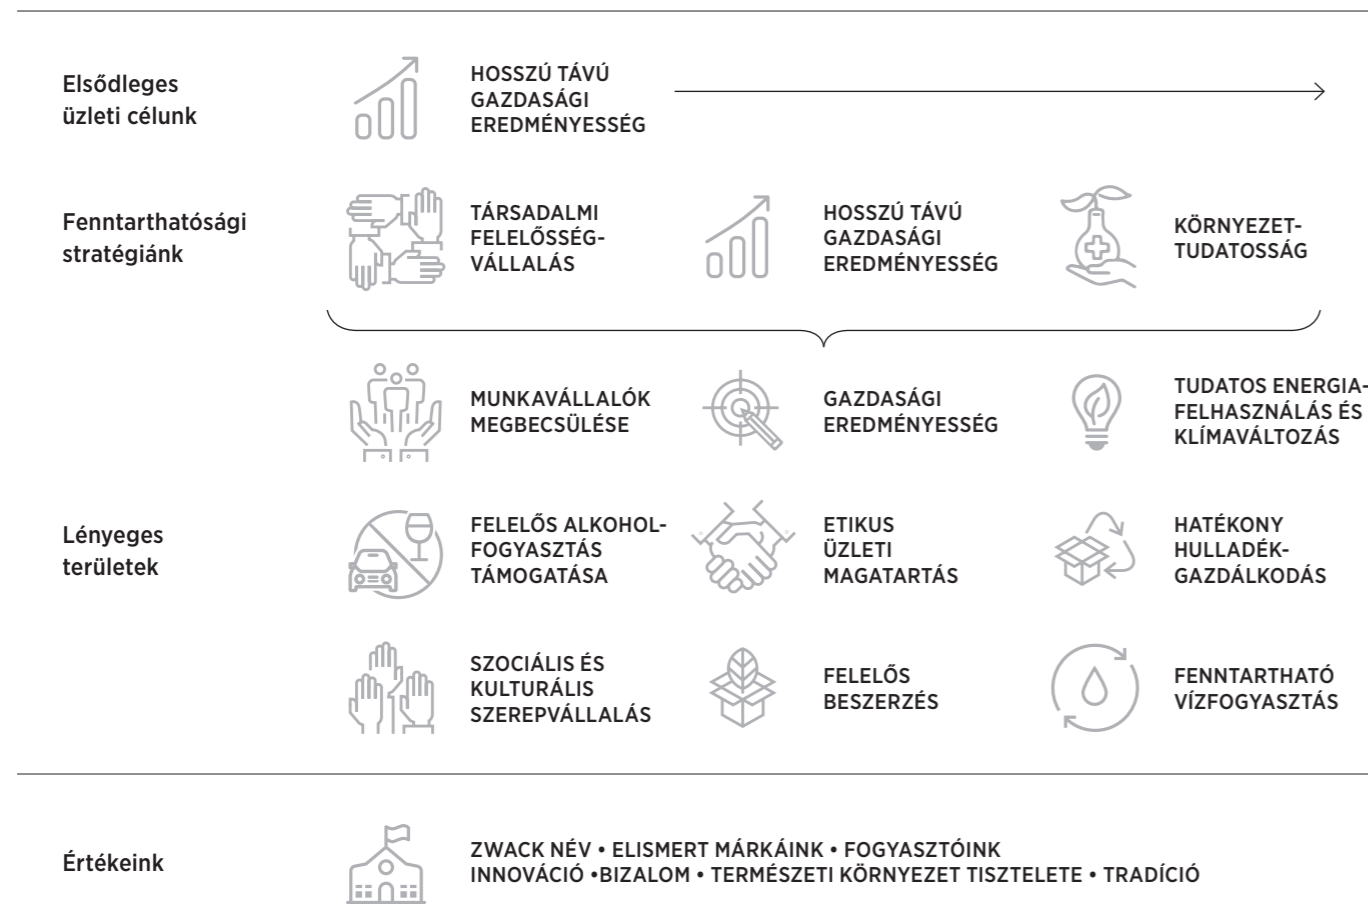 Elsődleges
üzleti célunk
HOSSZÚ TÁVÚ
GAZDASÁGI
EREDMÉNYESSÉG
Fenntarthatósági
stratégiánk
TÁRSADALMI
FELELŐSSÉG-
VÁLLALÁS
HOSSZÚ TÁVÚ
GAZDASÁGI
EREDMÉNYESSÉG
KÖRNYEZET-
TUDATOSSÁG
Lényeges
területek
MUNKAVÁLLALÓK
MEGBECSÜLÉSE
GAZDASÁGI
EREDMÉNYESSÉG
TUDATOS ENERGIA-
FELHASZNÁLÁS ÉS
KLÍMAVÁLTOZÁS
FELELŐS ALKOHOL-
FOGYASZTÁS
TÁMOGATÁSA
ETIKUS
ÜZLETI
MAGATARTÁS
HATÉKONY
HULLADÉK-
GAZDÁLKODÁS
SZOCIÁLIS ÉS
KULTURÁLIS
SZEREPVÁLLALÁS
FELELŐS
BESZERZÉS
FENNTARTHATÓ
VÍZFOGYASZTÁS
Értékeink
ZWACK NÉV • ELISMERT MÁRKÁINK • FOGYASZTÓINK
INNOVÁCIÓ •BIZALOM • TERMÉSZETI KÖRNYEZET TISZTELETE • TRADÍCIÓ